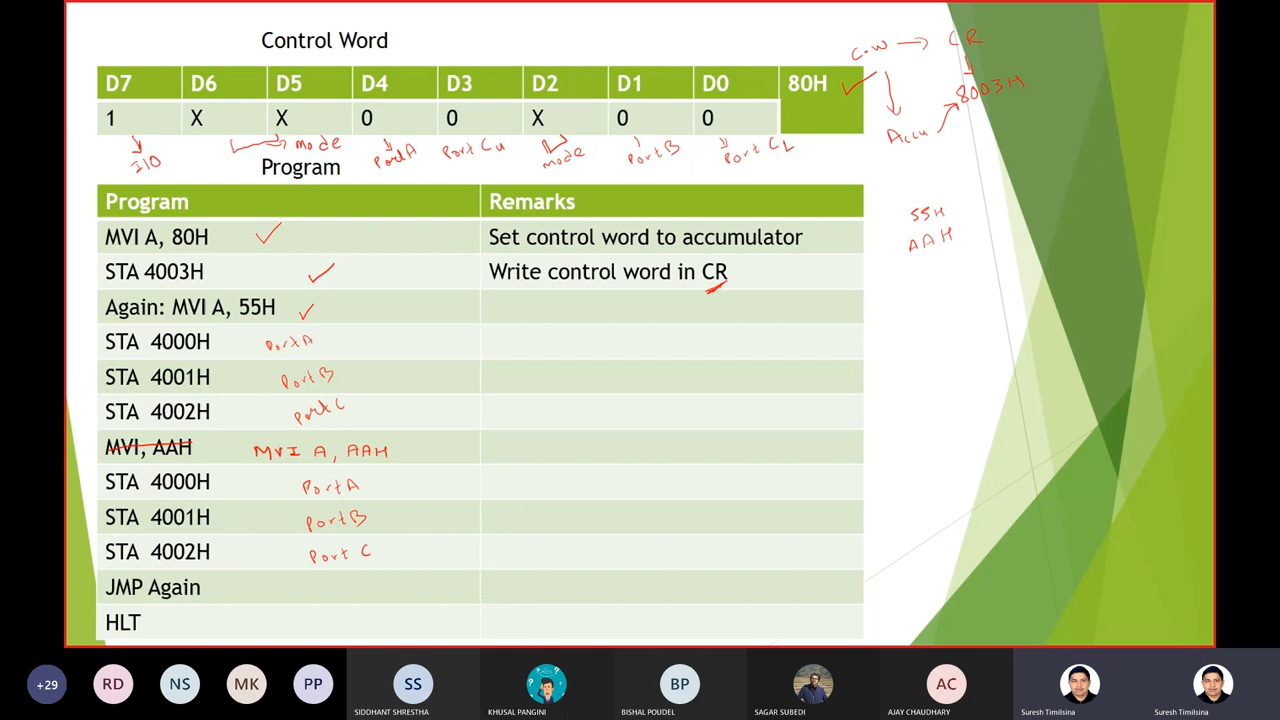 Control Word
C.W → CR
D7 D6 D5 D4 D3 D2 D1 D0 80H
8003H
1 X X 0 0 X 0 0
Accu
I/O mode Port A Port CU mode Port B Port CL
Program
Program Remarks
MVI A, 80H Set control word to accumulator
55H
AAH
STA 4003H Write control word in CR
Again: MVI A, 55H
STA 4000H Port A
STA 4001H Port B
STA 4002H Port C
MVI, AAH MVI A, AAH
STA 4000H Port A
STA 4001H Port B
STA 4002H Port C
JMP Again
HLT
+29 RD NS MK PP SS BP AC
SIDDHANT SHRESTHA KHUSAL PANGINI BISHAL POUDEL SAGAR SUBEDI AJAY CHAUDHARY Suresh Timilsina Suresh Timilsina